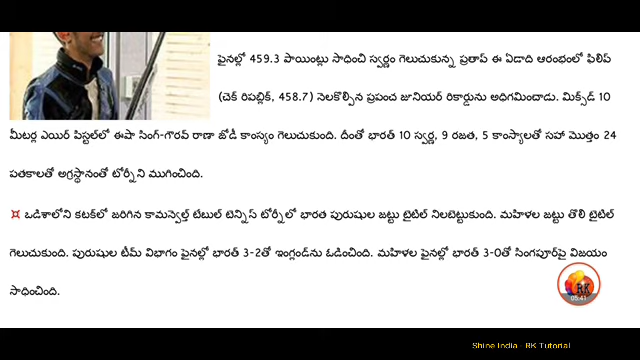 ఫైనల్లో 459.3 పాయింట్లు సాధించి స్వర్ణం గెలుచుకున్న ప్రతాప్ ఈ ఏడాది ఆరంభంలో ఫిలిప్
(చెక్ రిపబ్లిక్, 458.7) నెలకొల్పిన ప్రపంచ జూనియర్ రికార్డును అధిగమించాడు. మిక్స్‌డ్ 10
మీటర్ల ఎయిర్ పిస్టల్‌లో ఈషా సింగ్-గౌరవ్ రాణా జోడీ కాంస్యం గెలుచుకుంది. దీంతో భారత్ 10 స్వర్ణ, 9 రజత, 5 కాంస్యాలతో సహా మొత్తం 24
పతకాలతో అగ్రస్థానంతో టోర్నీని ముగించింది.
¤ ఒడిశాలోని కటక్‌లో జరిగిన కామన్వెల్త్ టేబుల్ టెన్నిస్ టోర్నీలో భారత పురుషుల జట్టు టైటిల్ నిలబెట్టుకుంది. మహిళల జట్టు తొలి టైటిల్
గెలుచుకుంది. పురుషుల టీమ్ విభాగం ఫైనల్లో భారత్ 3-2తో ఇంగ్లండ్‌ను ఓడించింది. మహిళల ఫైనల్లో భారత్ 3-0తో సింగపూర్‌పై విజయం
సాధించింది.
RK
05:41
Shine India - RK Tutorial